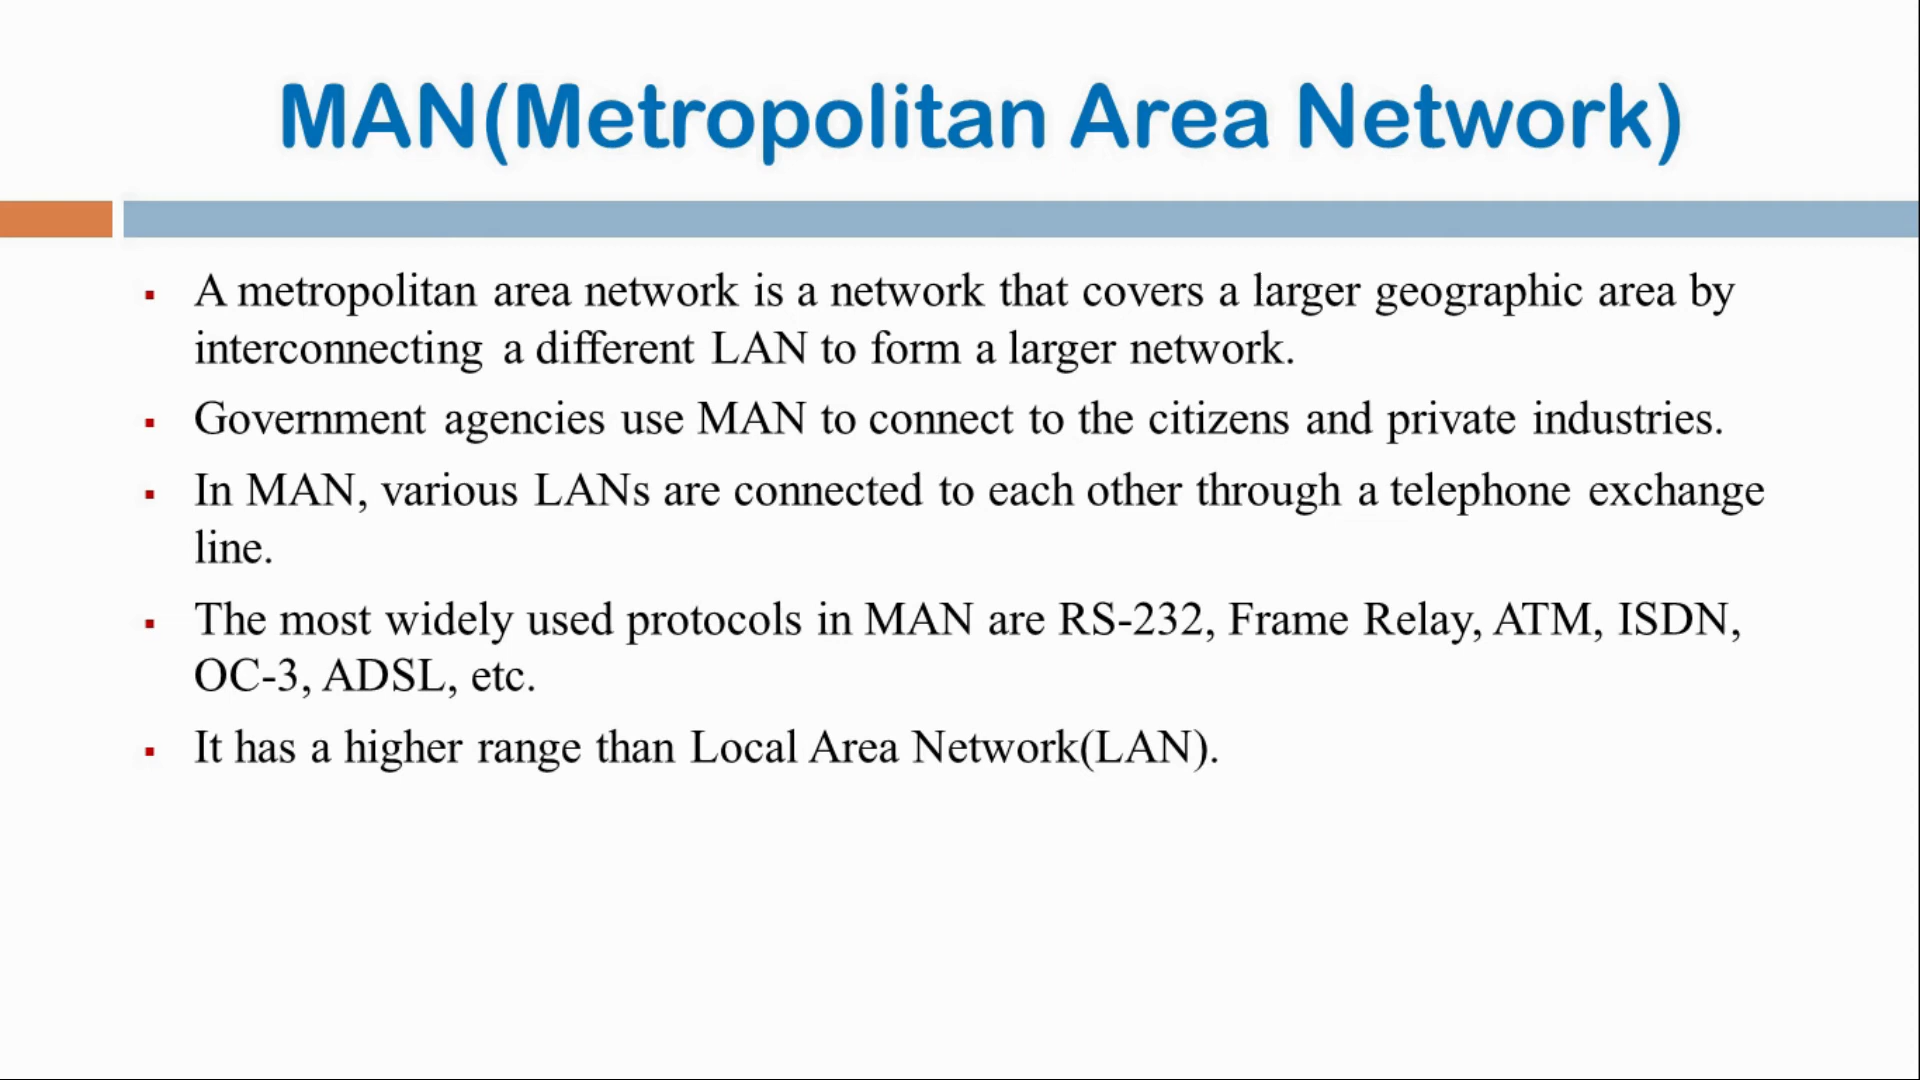 MAN(Metropolitan Area Network)
A metropolitan area network is a network that covers a larger geographic area by
interconnecting a different LAN to form a larger network.
Government agencies use MAN to connect to the citizens and private industries.
In MAN, various LANs are connected to each other through a telephone exchange
line.
The most widely used protocols in MAN are RS-232, Frame Relay, ATM, ISDN,
OC-3, ADSL, etc.
It has a higher range than Local Area Network(LAN).